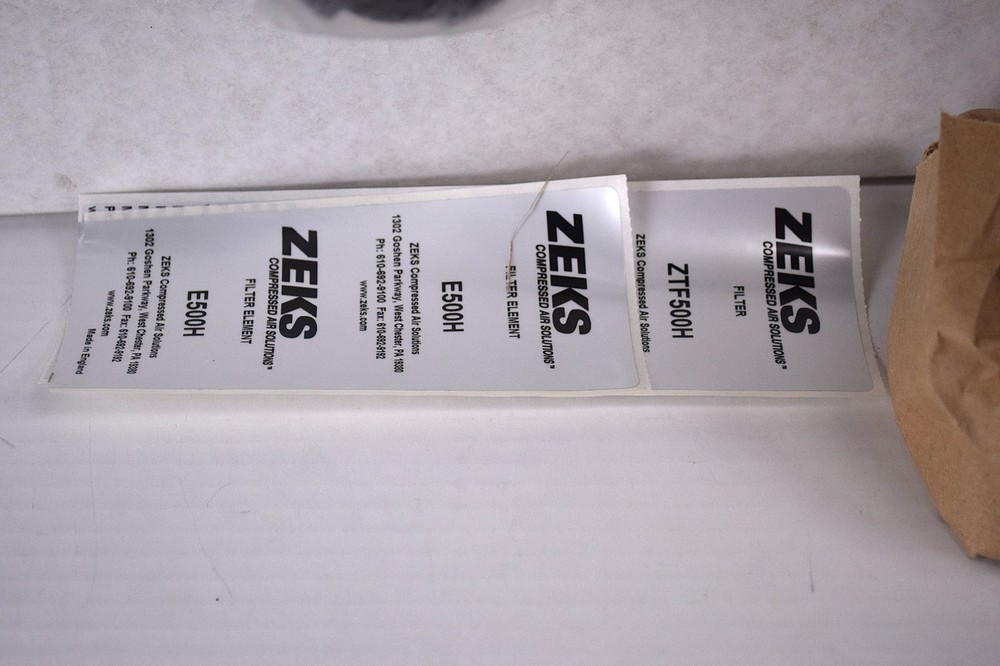 ZEKS
COMPRESSED AIR SOLUTIONS™
FILTER
ZTF500H
ZEKS Compressed Air Solutions
ZEKS
COMPRESSED AIR SOLUTIONS™
FILTER ELEMENT
E500H
ZEKS Compressed Air Solutions
1302 Goshen Parkway, West Chester, PA 19380
Ph: 610-692-9100 Fax: 610-692-9192
www.zeks.com
ZEKS
COMPRESSED AIR SOLUTIONS™
FILTER ELEMENT
E500H
ZEKS Compressed Air Solutions
1302 Goshen Parkway, West Chester, PA 19380
Ph: 610-692-9100 Fax: 610-692-9192
www.zeks.com
Made in England